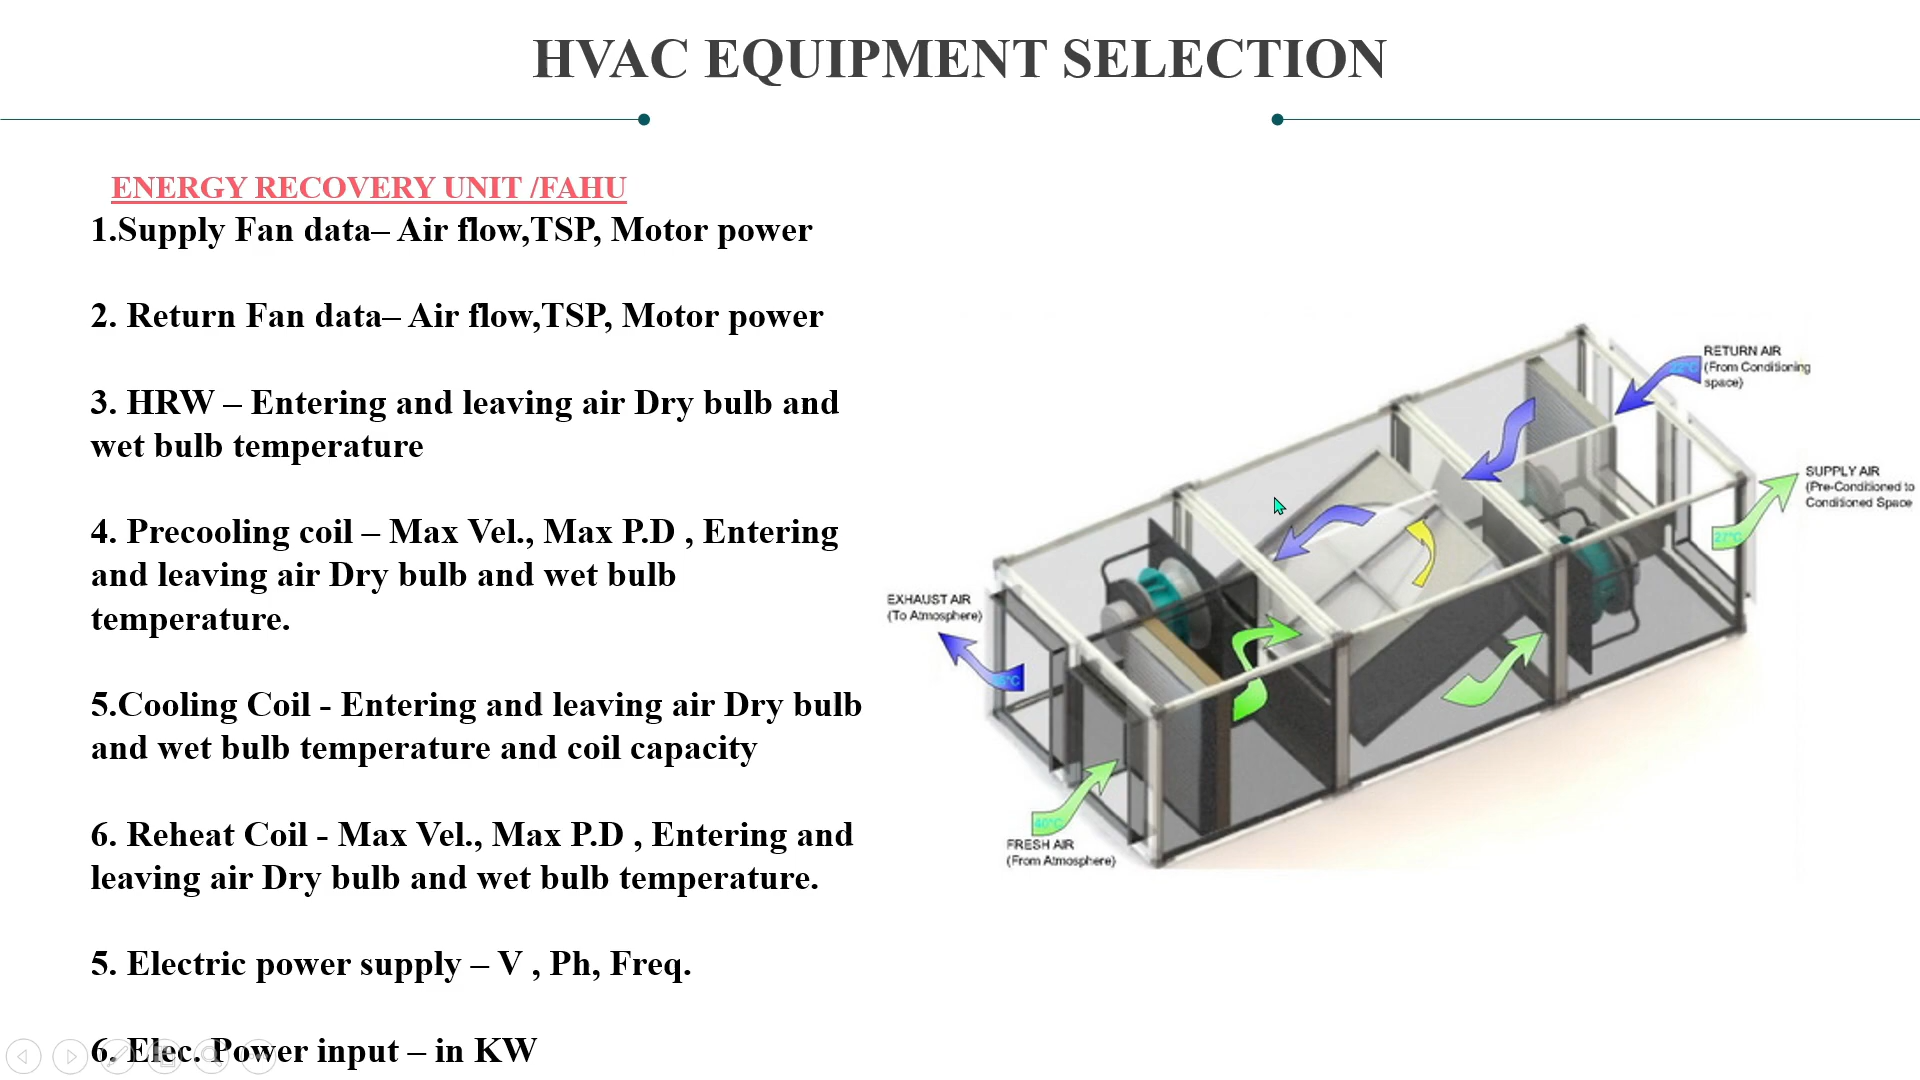 HVAC EQUIPMENT SELECTION
ENERGY RECOVERY UNIT /FAHU
1.Supply Fan data– Air flow,TSP, Motor power
2. Return Fan data– Air flow,TSP, Motor power
3. HRW – Entering and leaving air Dry bulb and
wet bulb temperature
4. Precooling coil – Max Vel., Max P.D , Entering
and leaving air Dry bulb and wet bulb
temperature.
5.Cooling Coil - Entering and leaving air Dry bulb
and wet bulb temperature and coil capacity
6. Reheat Coil - Max Vel., Max P.D , Entering and
leaving air Dry bulb and wet bulb temperature.
5. Electric power supply – V , Ph, Freq.
6. Elec. Power input – in KW
RETURN AIR
(From Conditioning
space)
SUPPLY AIR
(Pre-Conditioned to
Conditioned Space
27°C
EXHAUST AIR
(To Atmosphere)
40°C
FRESH AIR
(From Atmosphere)